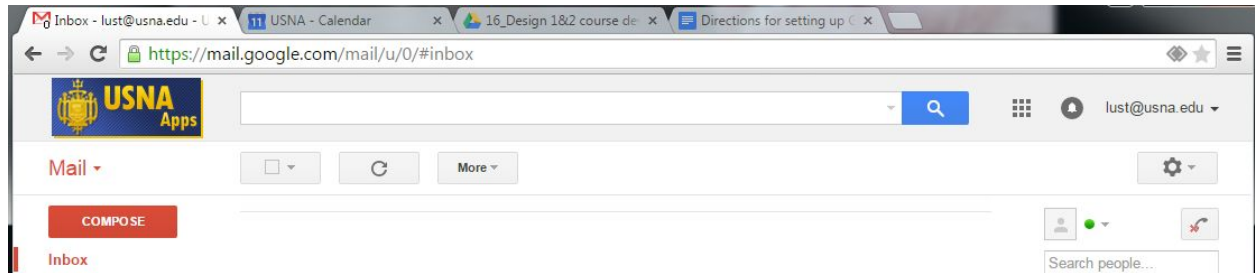 Inbox - lust@usna.edu - U
11 USNA - Calendar
16_Design 1&2 course de
Directions for setting up G
https://mail.google.com/mail/u/0/#inbox
USNA
Apps
lust@usna.edu
Mail
More
COMPOSE
Inbox
Search people...